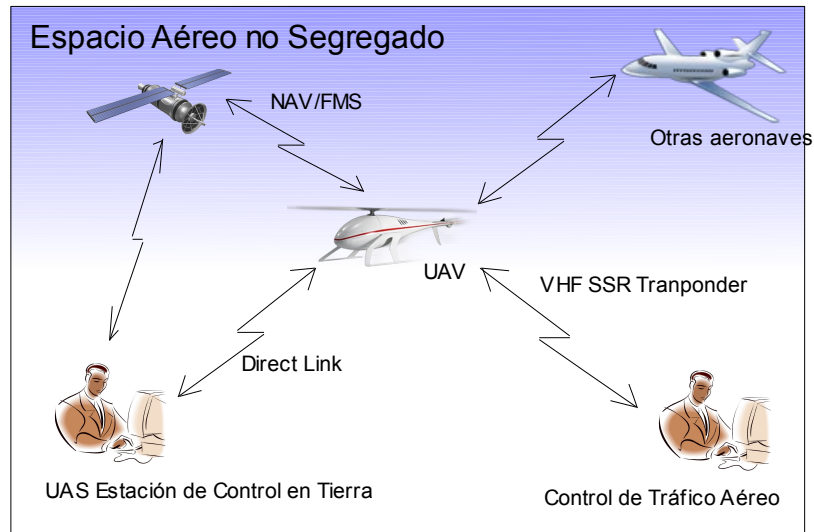 Espacio Aéreo no Segregado
NAV/FMS
Otras aeronaves
UAV
VHF SSR Tranponder
Direct Link
UAS Estación de Control en Tierra
Control de Tráfico Aéreo